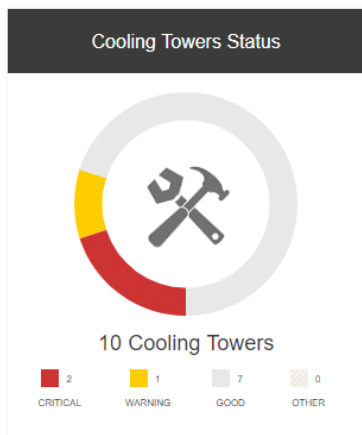 Cooling Towers Status
10 Cooling Towers
2 1 7 0
CRITICAL WARNING GOOD OTHER